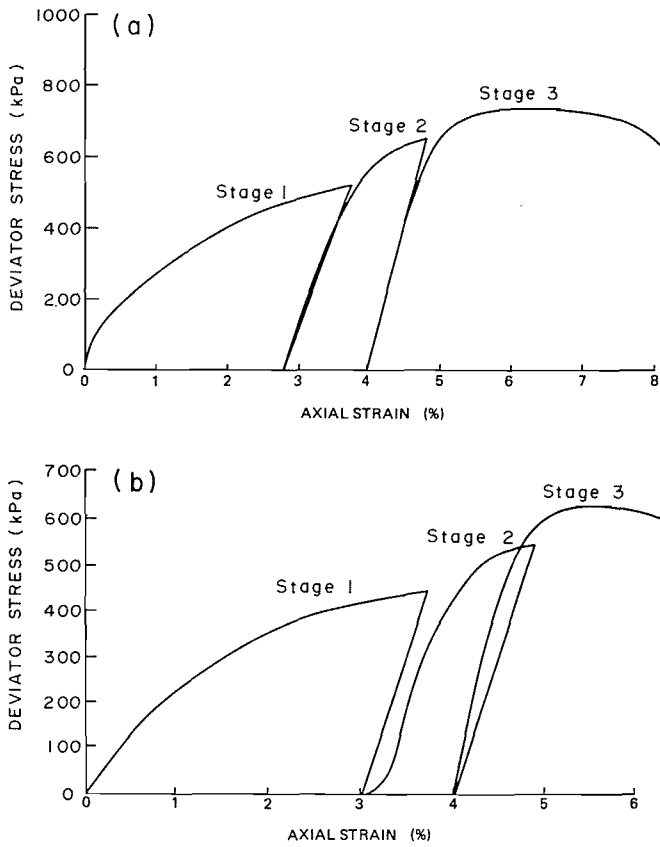 (a)
DEVIATOR STRESS (kPa)
1000
800
600
400
200
0
Stage 1
Stage 2
Stage 3
0 1 2 3 4 5 6 7 8
AXIAL STRAIN (%)
(b)
DEVIATOR STRESS (kPa)
700
600
500
400
300
200
100
0
Stage 1
Stage 2
Stage 3
0 1 2 3 4 5 6
AXIAL STRAIN (%)